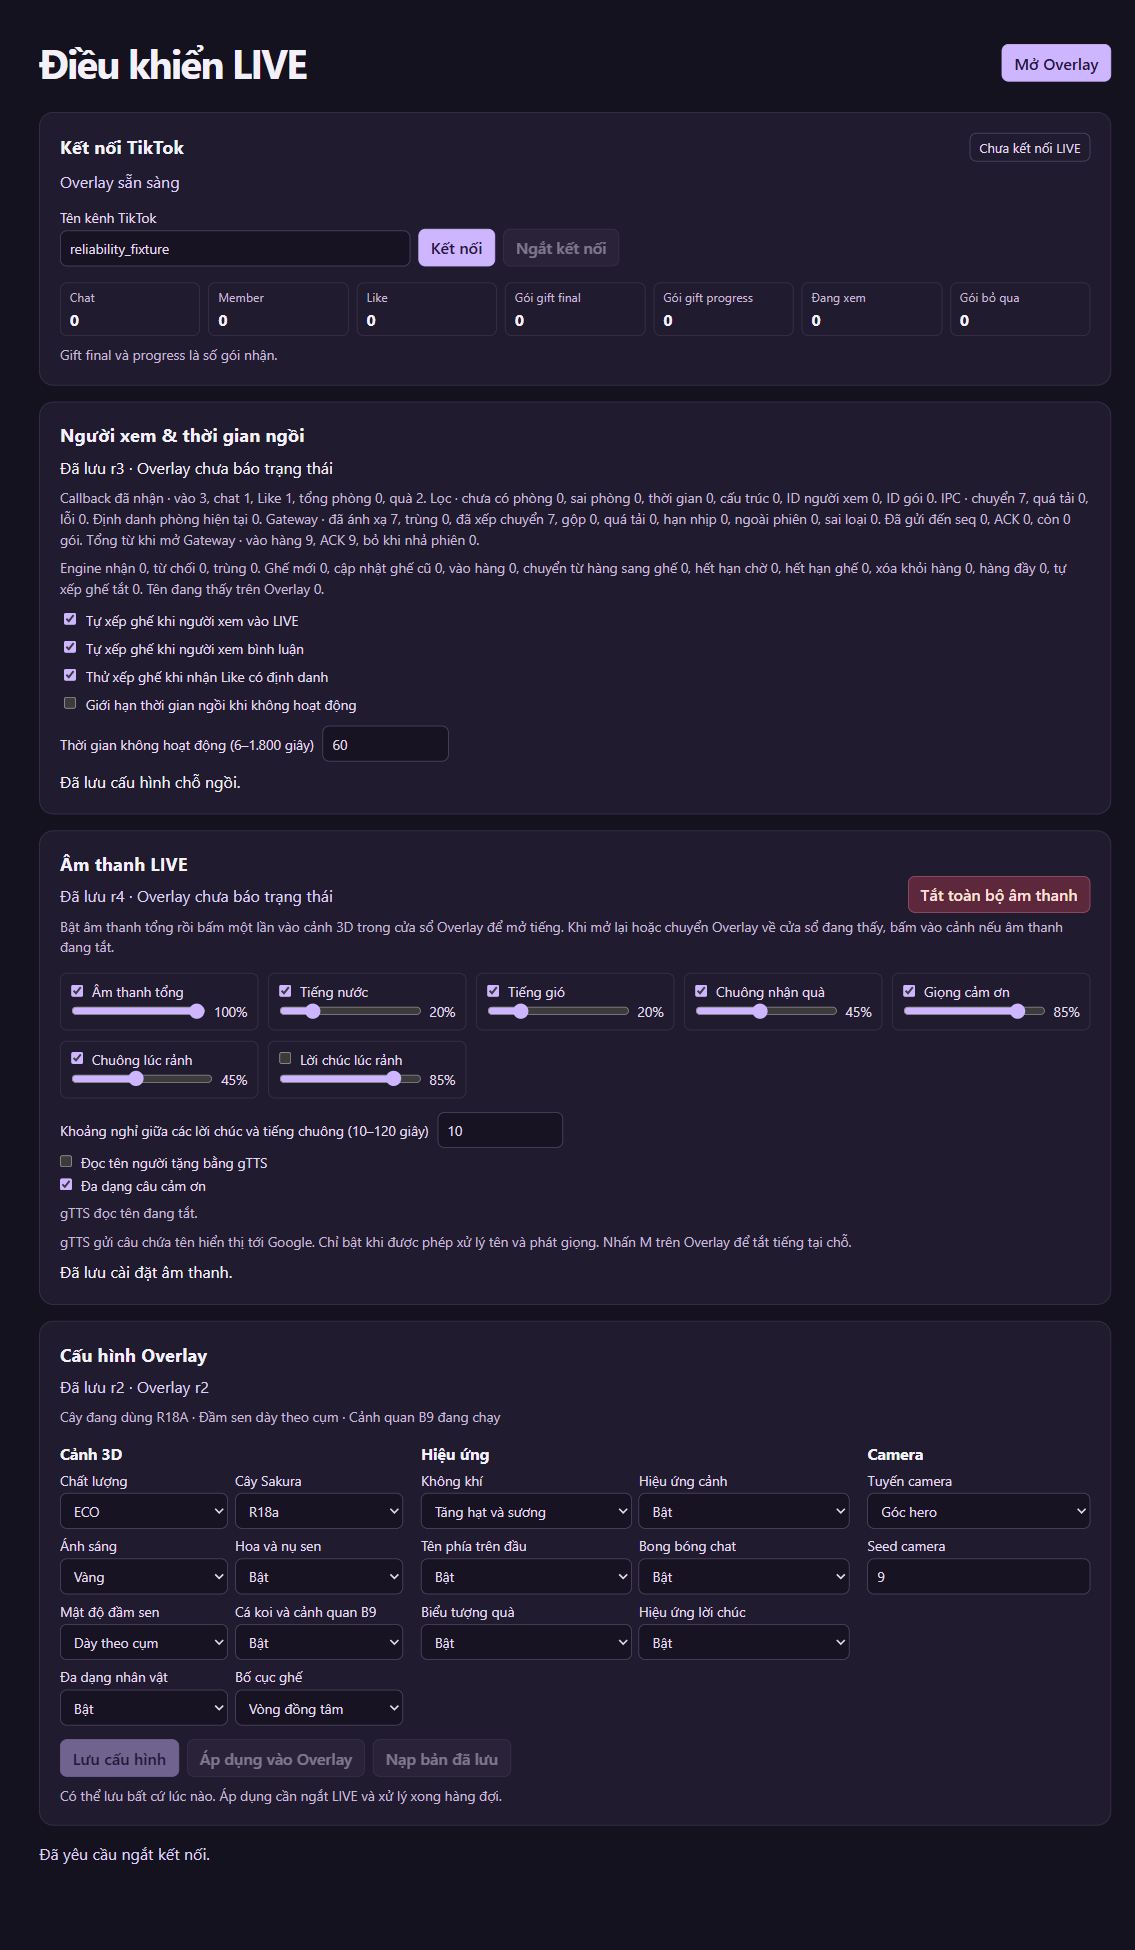 Điều khiển LIVE
Mở Overlay
Kết nối TikTok
Chưa kết nối LIVE
Overlay sẵn sàng
Tên kênh TikTok
reliability_fixture
Kết nối
Ngắt kết nối
Chat
0
Member
0
Like
0
Gói gift final
0
Gói gift progress
0
Đang xem
0
Gói bỏ qua
0
Gift final và progress là số gói nhận.
Người xem & thời gian ngồi
Đã lưu r3 · Overlay chưa báo trạng thái
Callback đã nhận · vào 3, chat 1, Like 1, tổng phòng 0, quà 2. Lọc · chưa có phòng 0, sai phòng 0, thời gian 0, cấu trúc 0, ID người xem 0, ID gói 0. IPC · chuyển 7, quá tải 0,
lỗi 0. Định danh phòng hiện tại 0. Gateway · đã ánh xạ 7, trùng 0, đã xếp chuyển 7, gộp 0, quá tải 0, hạn nhịp 0, ngoài phiên 0, sai loại 0. Đã gửi đến seq 0, ACK 0, còn 0
gói. Tổng từ khi mở Gateway · vào hàng 9, ACK 9, bỏ khi nhả phiên 0.
Engine nhận 0, từ chối 0, trùng 0. Ghế mới 0, cập nhật ghế cũ 0, vào hàng 0, chuyển từ hàng sang ghế 0, hết hạn chờ 0, hết hạn ghế 0, xóa khỏi hàng 0, hàng đầy 0, tự
xếp ghế tắt 0. Tên đang thấy trên Overlay 0.
Tự xếp ghế khi người xem vào LIVE
Tự xếp ghế khi người xem bình luận
Thử xếp ghế khi nhận Like có định danh
Giới hạn thời gian ngồi khi không hoạt động
Thời gian không hoạt động (6–1.800 giây)
60
Đã lưu cấu hình chỗ ngồi.
Âm thanh LIVE
Đã lưu r4 · Overlay chưa báo trạng thái
Tắt toàn bộ âm thanh
Bật âm thanh tổng rồi bấm một lần vào cảnh 3D trong cửa sổ Overlay để mở tiếng. Khi mở lại hoặc chuyển Overlay về cửa sổ đang thấy, bấm vào cảnh nếu âm thanh
đang tắt.
Âm thanh tổng
100%
Tiếng nước
20%
Tiếng gió
20%
Chuông nhận quà
45%
Giọng cảm ơn
85%
Chuông lúc rảnh
45%
Lời chúc lúc rảnh
85%
Khoảng nghỉ giữa các lời chúc và tiếng chuông (10–120 giây)
10
Đọc tên người tặng bằng gTTS
Đa dạng câu cảm ơn
gTTS đọc tên đang tắt.
gTTS gửi câu chứa tên hiển thị tới Google. Chỉ bật khi được phép xử lý tên và phát giọng. Nhấn M trên Overlay để tắt tiếng tại chỗ.
Đã lưu cài đặt âm thanh.
Cấu hình Overlay
Đã lưu r2 · Overlay r2
Cây đang dùng R18A · Đầm sen dày theo cụm · Cảnh quan B9 đang chạy
Cảnh 3D
Hiệu ứng
Camera
Chất lượng
Cây Sakura
Không khí
Hiệu ứng cảnh
Tuyến camera
ECO
R18a
Tăng hạt và sương
Bật
Góc hero
Ánh sáng
Hoa và nụ sen
Tên phía trên đầu
Bong bóng chat
Seed camera
Vàng
Bật
Bật
Bật
9
Mật độ đầm sen
Cá koi và cảnh quan B9
Biểu tượng quà
Hiệu ứng lời chúc
Dày theo cụm
Bật
Bật
Bật
Đa dạng nhân vật
Bố cục ghế
Bật
Vòng đồng tâm
Lưu cấu hình
Áp dụng vào Overlay
Nạp bản đã lưu
Có thể lưu bất cứ lúc nào. Áp dụng cần ngắt LIVE và xử lý xong hàng đợi.
Đã yêu cầu ngắt kết nối.